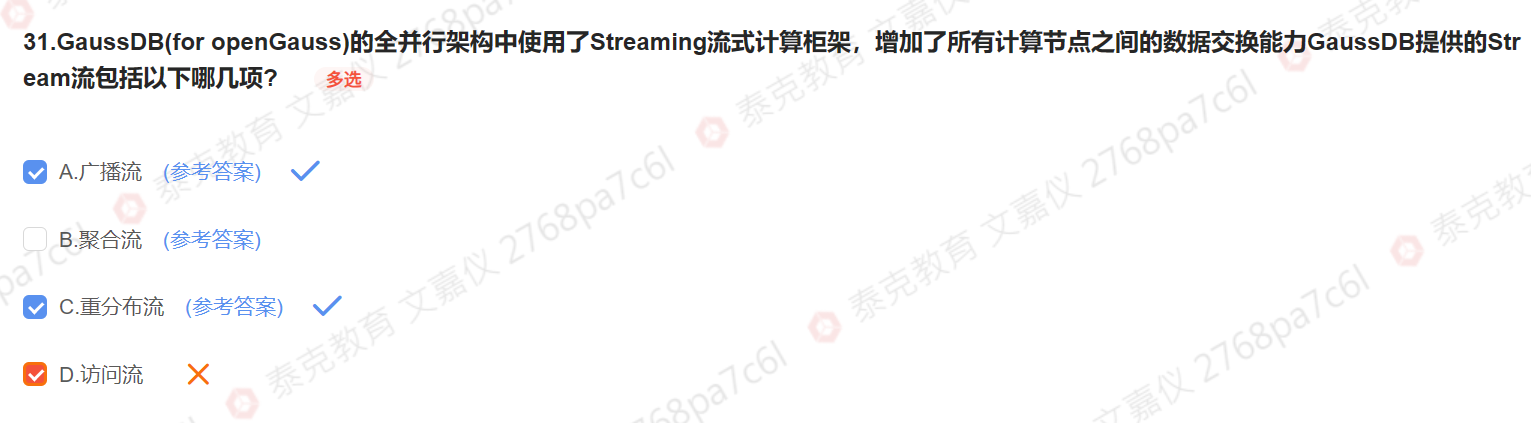 31.GaussDB(for openGauss)的全并行架构中使用了Streaming流式计算柜架，增加了所有计算节点之间的数据交换能力GaussDB提供的Str
eam流包括以下哪几项? 多选
A.广播流 (参考答案)
B.聚合流 (参考答案)
C.重分布流 (参考答案)
D.访问流
泰克教育 文嘉仪 2768pa7c6l